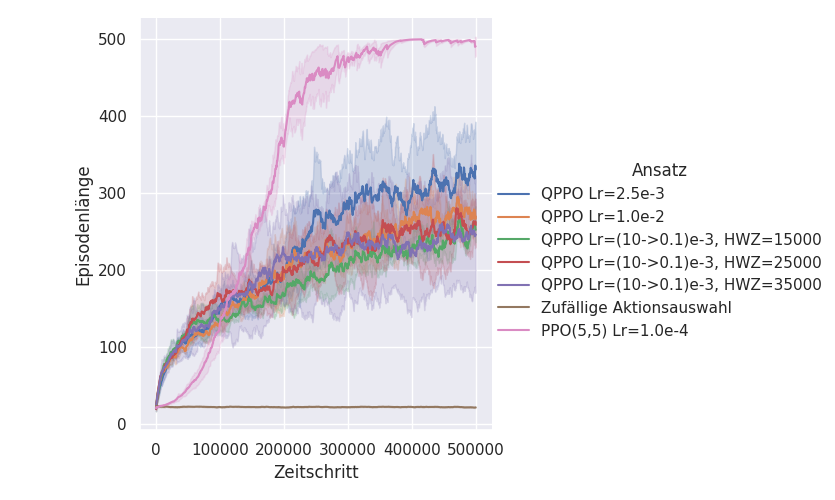 500
400
300
200
100
0
Episodenlänge
0 100000 200000 300000 400000 500000
Zeitschritt
Ansatz
QPPO Lr=2.5e-3
QPPO Lr=1.0e-2
QPPO Lr=(10->0.1)e-3, HWZ=15000
QPPO Lr=(10->0.1)e-3, HWZ=25000
QPPO Lr=(10->0.1)e-3, HWZ=35000
Zufällige Aktionsauswahl
PPO(5,5) Lr=1.0e-4